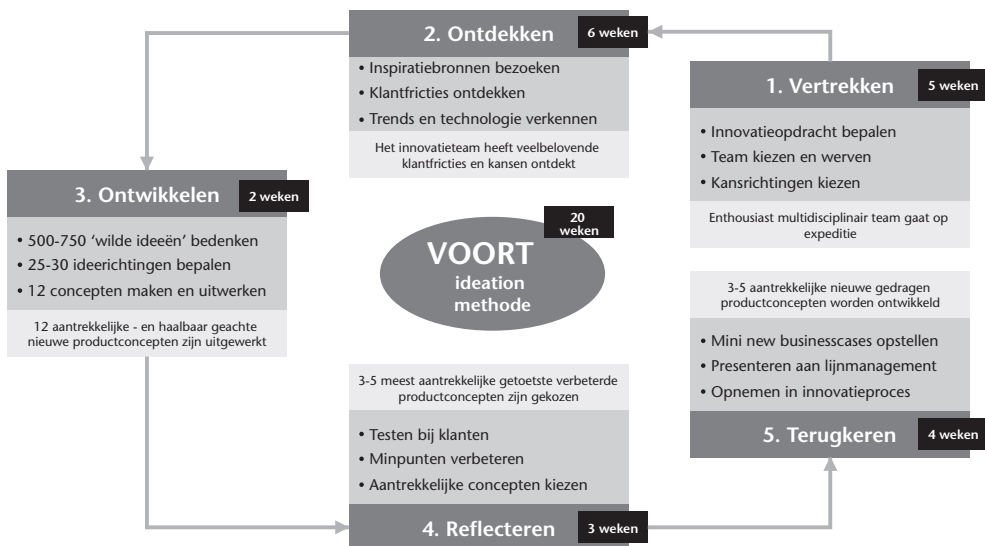 1. Vertrekken
5 weken
• Innovatieopdracht bepalen
• Team kiezen en werven
• Kansrichtingen kiezen
Enthousiast multidisciplinair team gaat op
expeditie
2. Ontdekken
6 weken
• Inspiratiebronnen bezoeken
• Klantfricties ontdekken
• Trends en technologie verkennen
Het innovatieteam heeft veelbelovende
klantfricties en kansen ontdekt
3. Ontwikkelen
2 weken
• 500-750 ‘wilde ideeën’ bedenken
• 25-30 ideerichtingen bepalen
• 12 concepten maken en uitwerken
12 aantrekkelijke - en haalbaar geachte
nieuwe productconcepten zijn uitgewerkt
20
weken
VOORT
ideation
methode
3-5 meest aantrekkelijke getoetste verbeterde
productconcepten zijn gekozen
• Testen bij klanten
• Minpunten verbeteren
• Aantrekkelijke concepten kiezen
4. Reflecteren
3 weken
3-5 aantrekkelijke nieuwe gedragen
productconcepten worden ontwikkeld
• Mini new businesscases opstellen
• Presenteren aan lijnmanagement
• Opnemen in innovatieproces
5. Terugkeren
4 weken